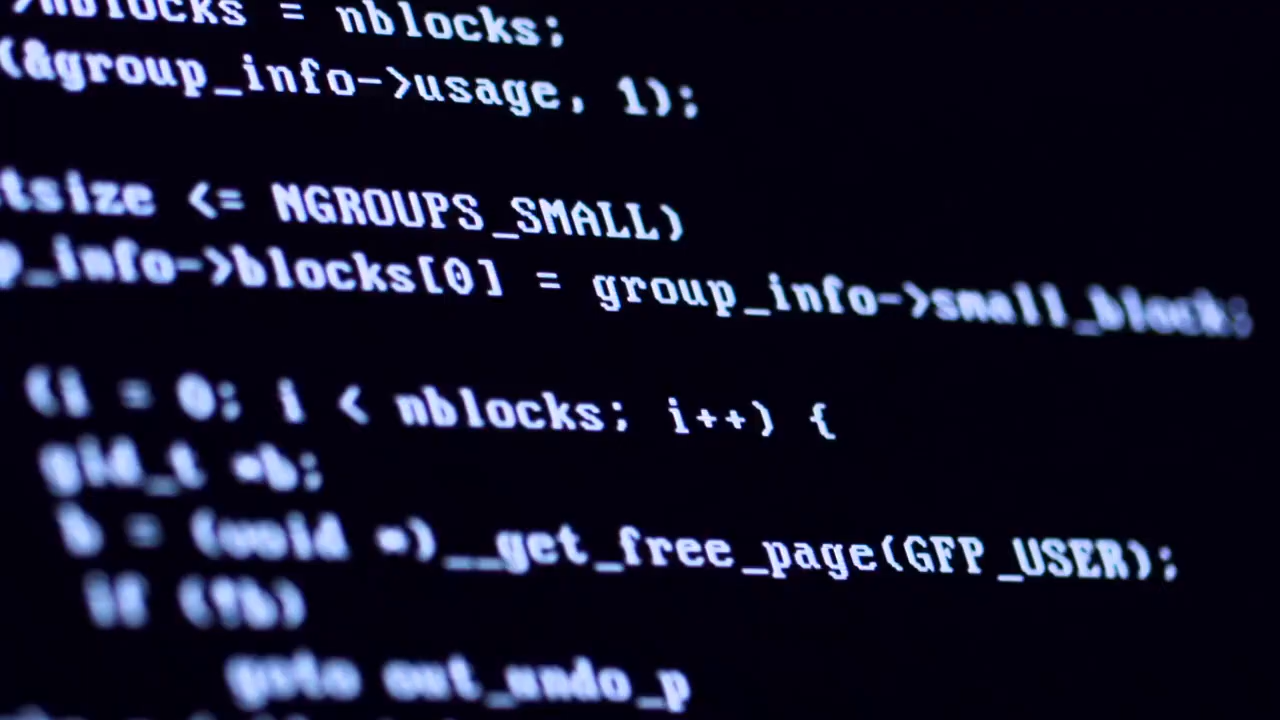 >nblocks = nblocks;
(&group_info->usage, 1);
tsize <= NGROUPS_SMALL)
p_info->blocks[0] = group_info->small_block;
(i = 0; i < nblocks; i++) {
gid_t *b;
b = (void *)__get_free_page(GFP_USER);
if (!b)
goto out_undo_p